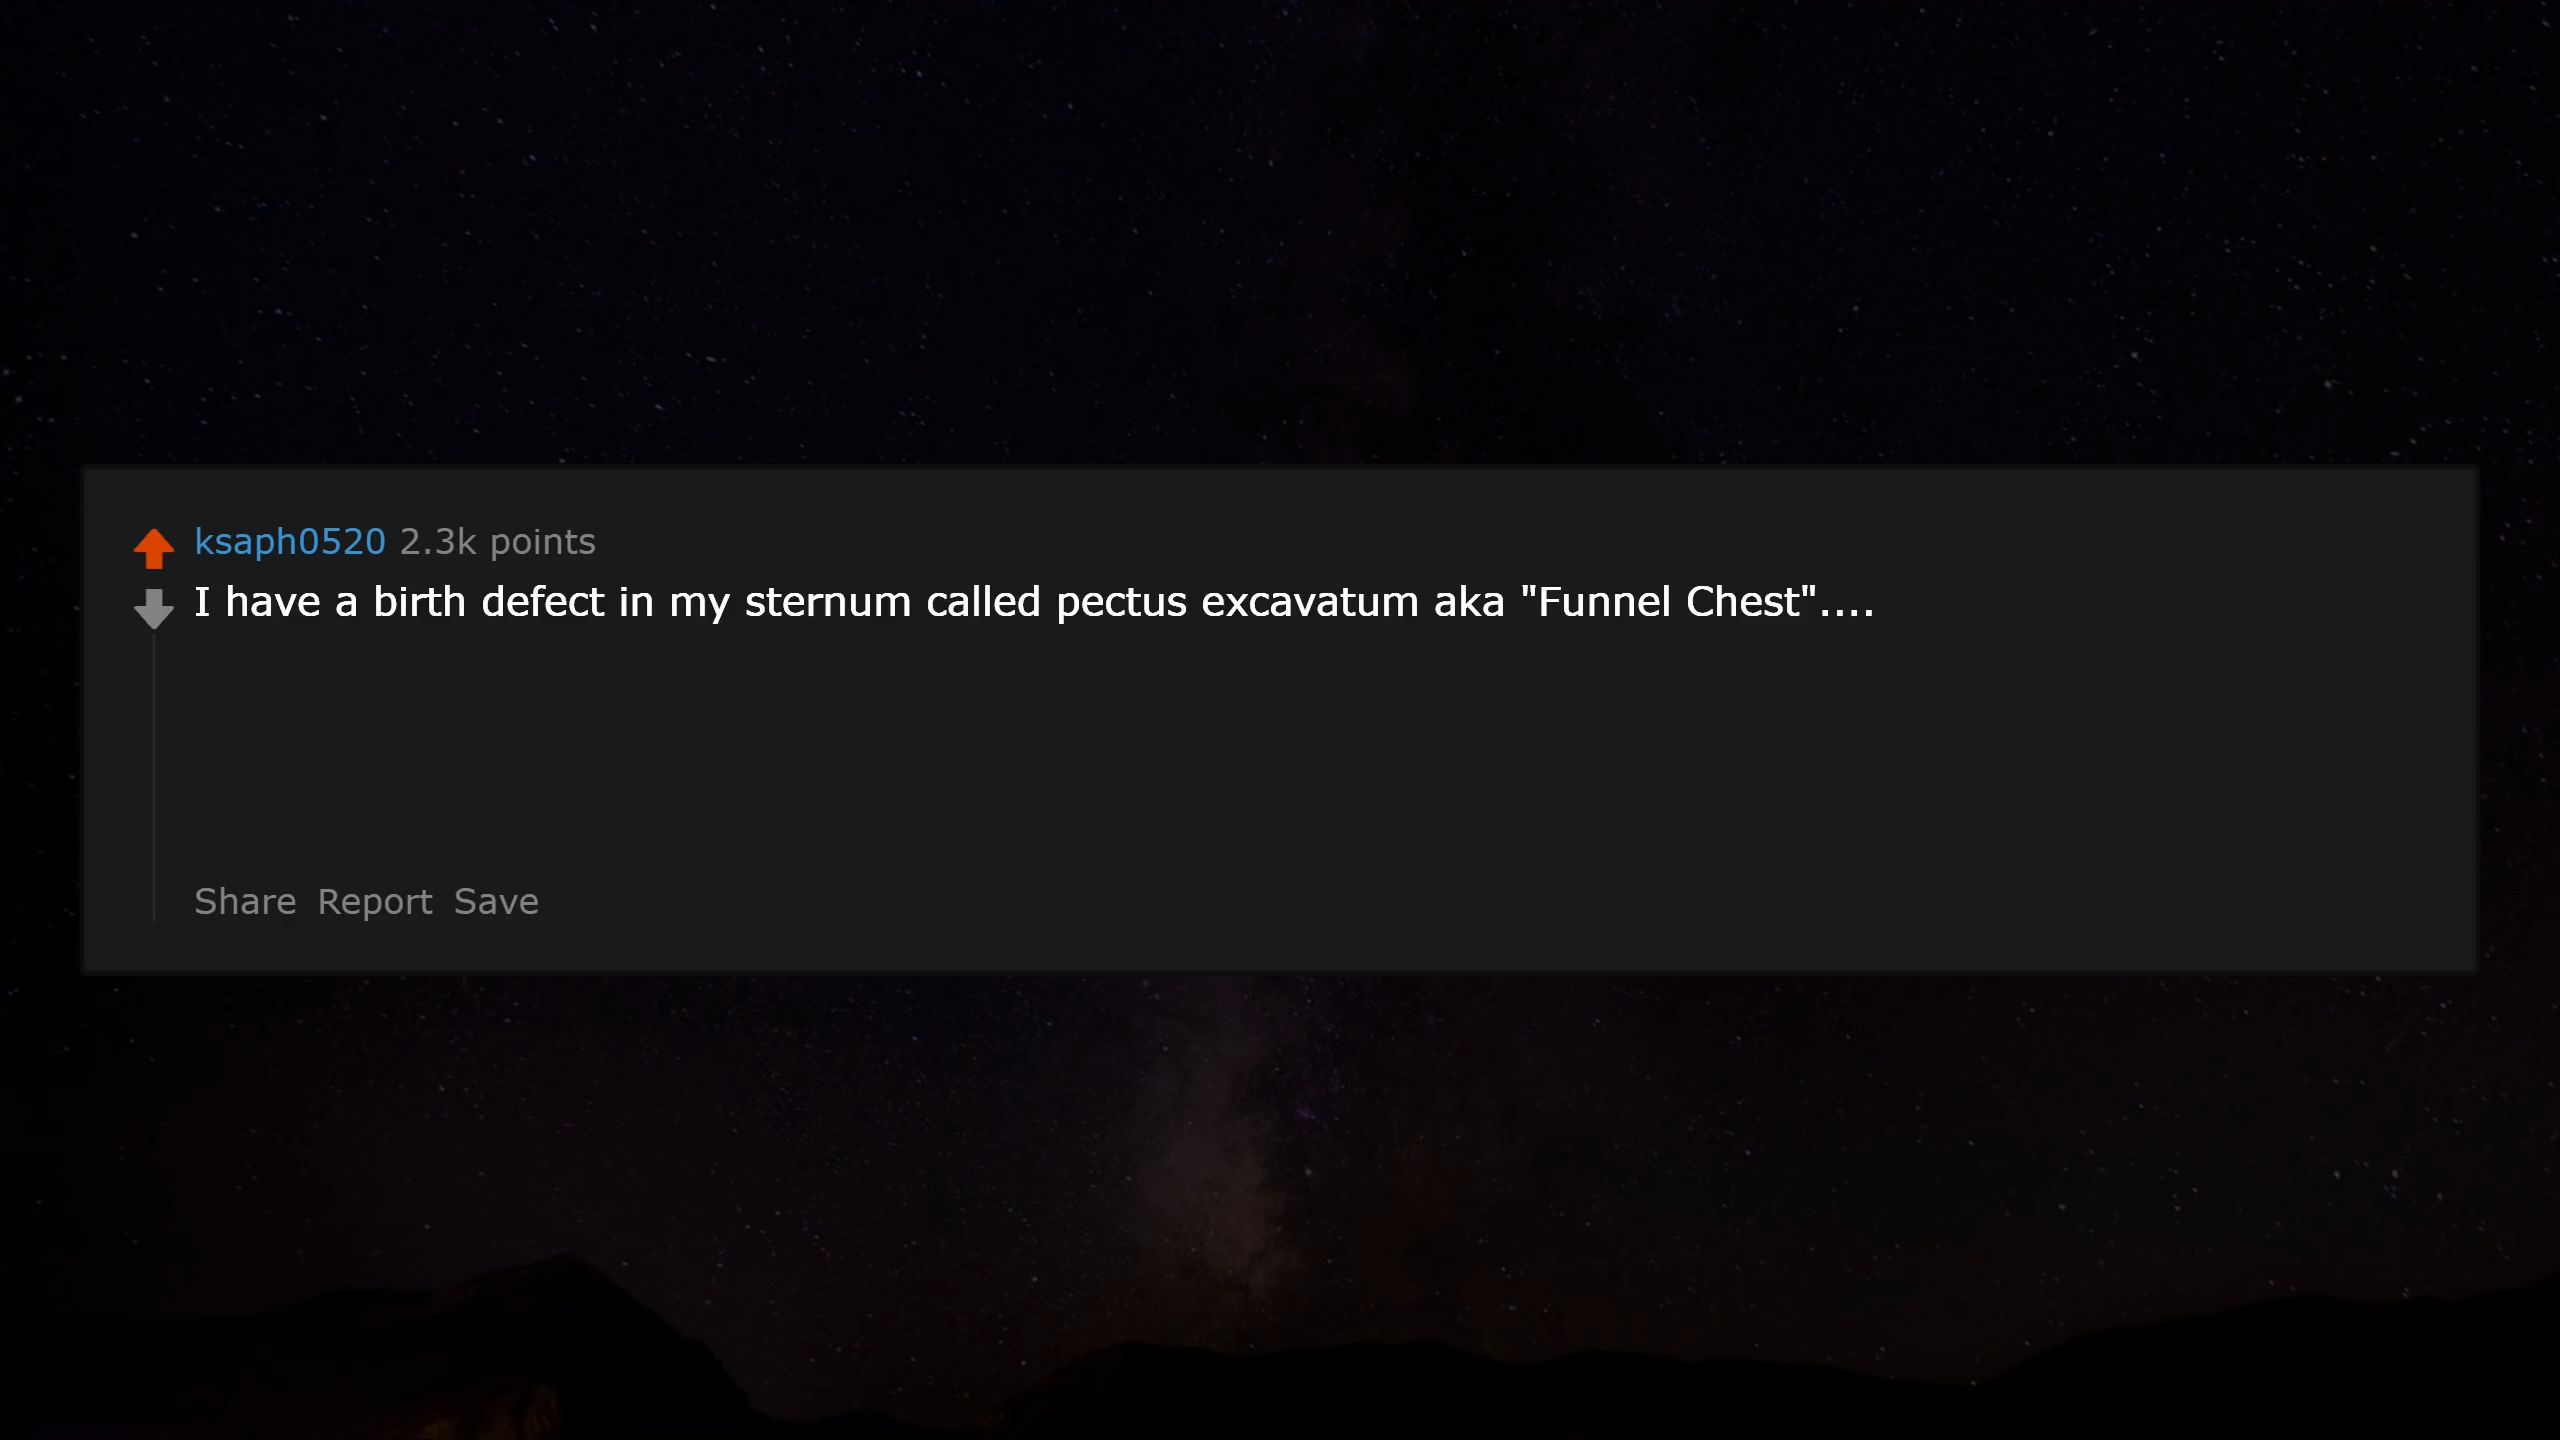 ksaph0520 2.3k points
I have a birth defect in my sternum called pectus excavatum aka "Funnel Chest"....
Share Report Save